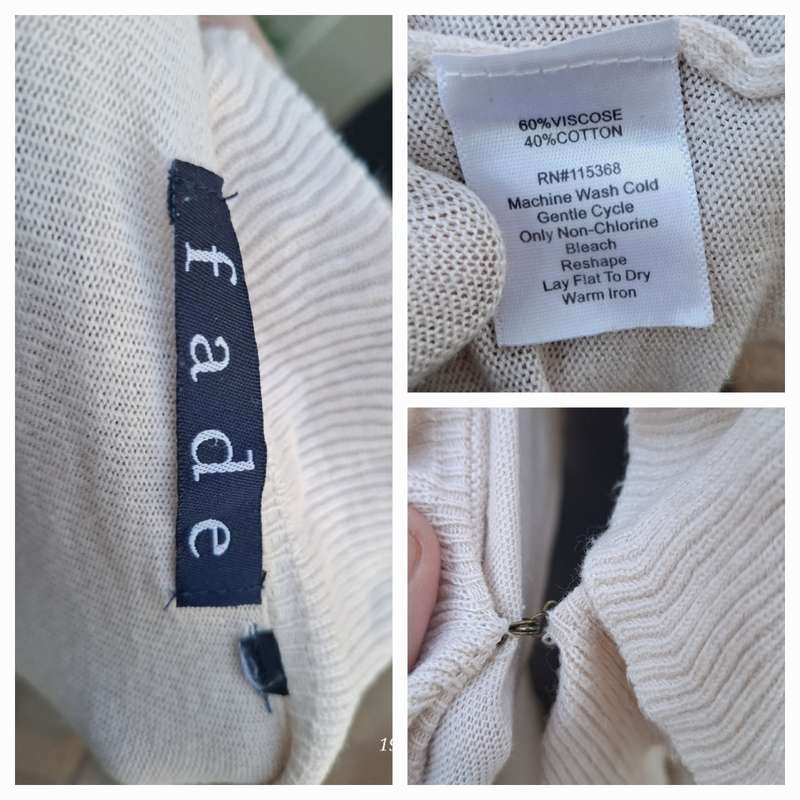 fade
60%VISCOSE
40%COTTON
RN#115368
Machine Wash Cold
Gentle Cycle
Only Non-Chlorine
Bleach
Reshape
Lay Flat To Dry
Warm Iron